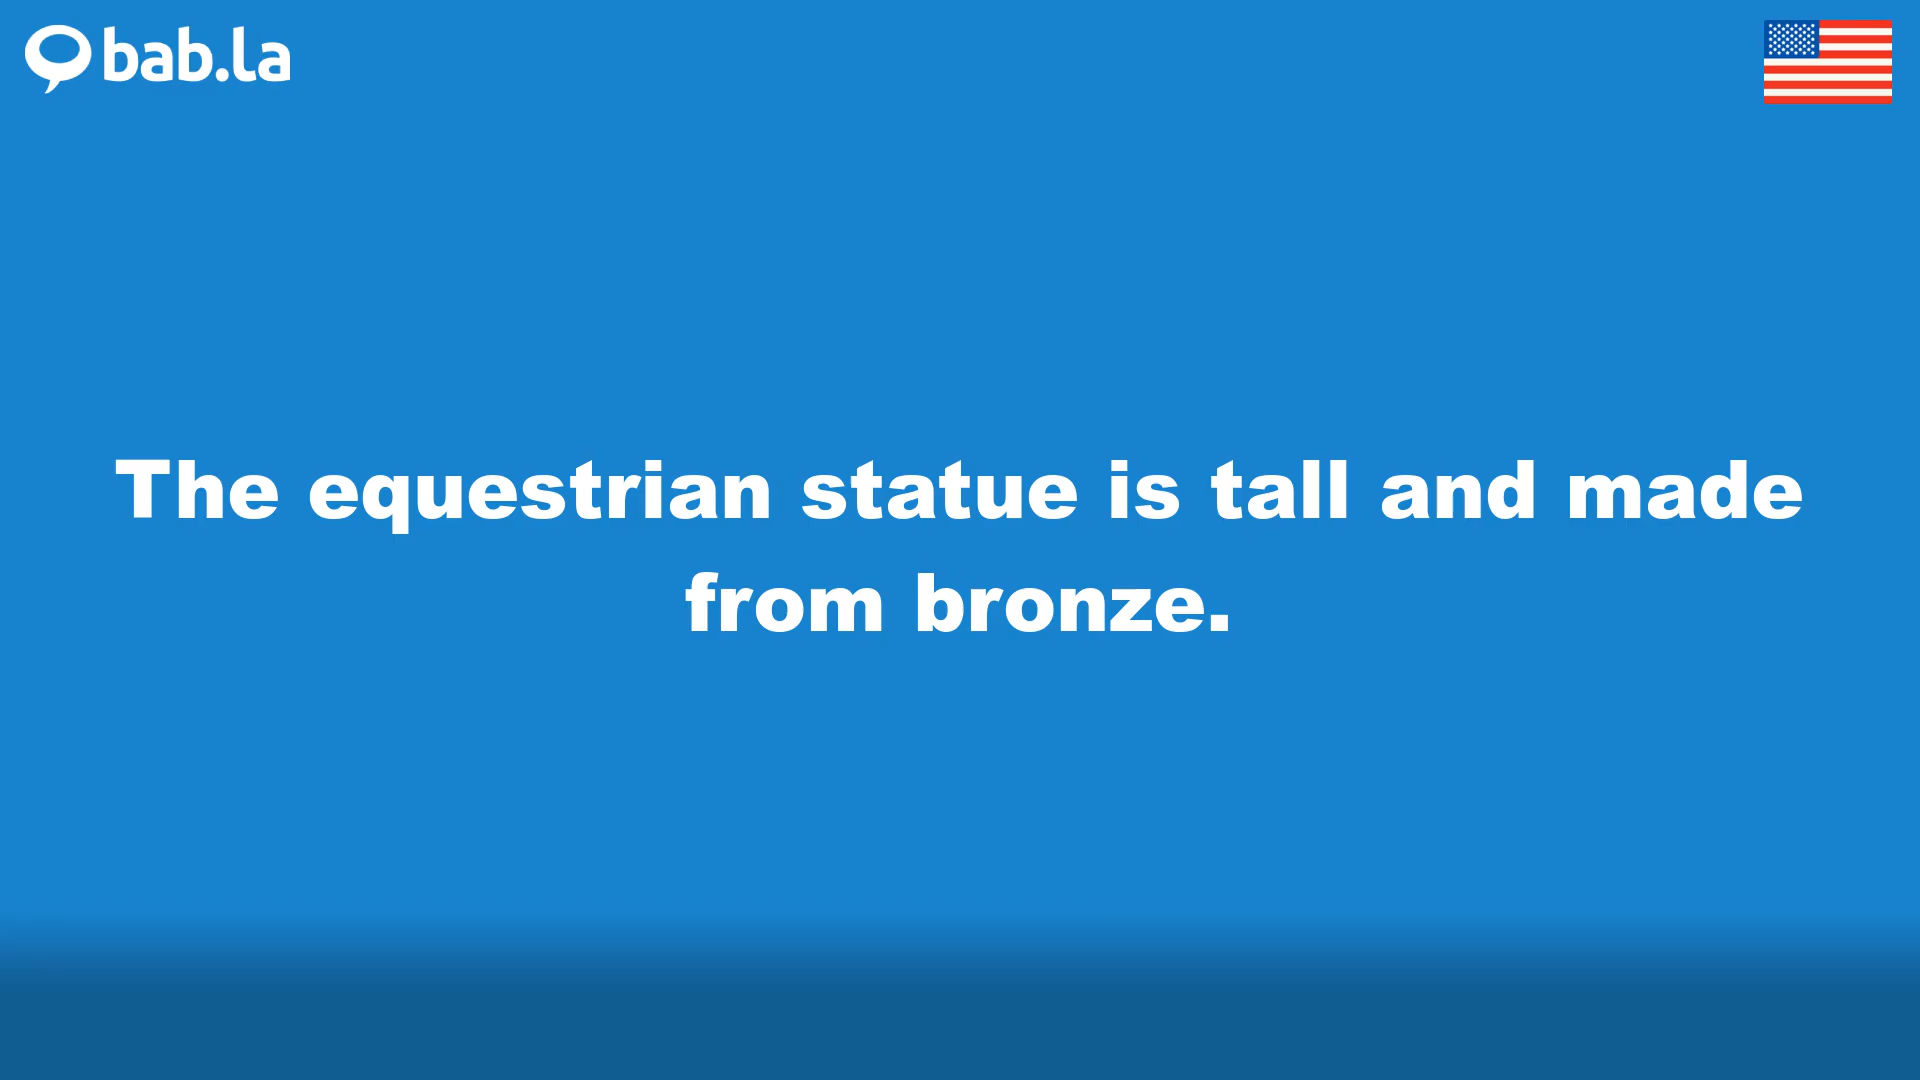 bab.la
The equestrian statue is tall and made
from bronze.